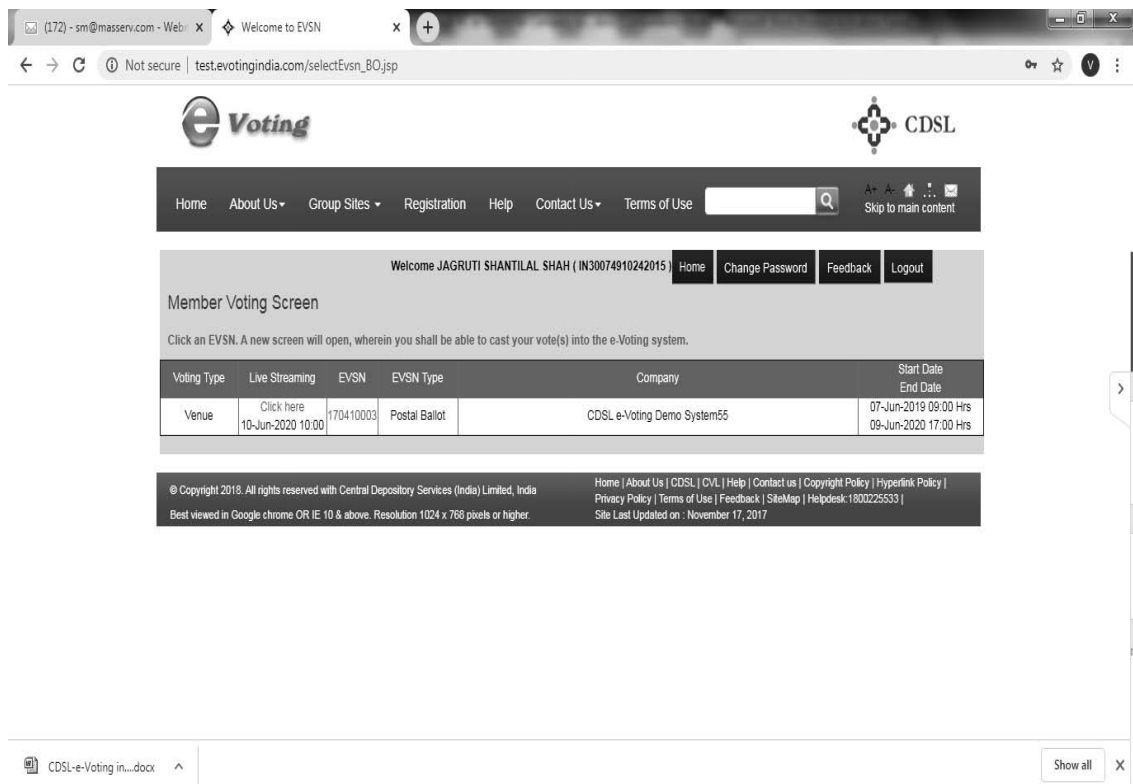 (172) - sm@masserv.com - Web
Welcome to EVSN
Not secure | test.evotingindia.com/selectEvsn_BO.jsp
V
e Voting
CDSL
Home About Us Group Sites Registration Help Contact Us Terms of Use
A+ A-
Skip to main content
Welcome JAGRUTI SHANTILAL SHAH ( IN30074910242015 ) Home Change Password Feedback Logout
Member Voting Screen
Click an EVSN. A new screen will open, wherein you shall be able to cast your vote(s) into the e-Voting system.
Voting Type Live Streaming EVSN EVSN Type Company Start Date
End Date
Venue Click here 170410003 Postal Ballot CDSL e-Voting Demo System55 07-Jun-2019 09:00 Hrs
10-Jun-2020 10:00 09-Jun-2020 17:00 Hrs
© Copyright 2018. All rights reserved with Central Depository Services (India) Limited, India
Best viewed in Google chrome OR IE 10 & above. Resolution 1024 x 768 pixels or higher.
Home | About Us | CDSL | CVL | Help | Contact us | Copyright Policy | Hyperlink Policy |
Privacy Policy | Terms of Use | Feedback | SiteMap | Helpdesk:1800225533 |
Site Last Updated on : November 17, 2017
CDSL-e-Voting in....docx
Show all